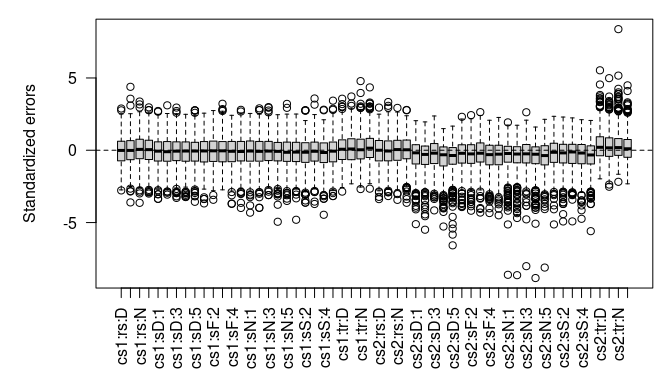 Standardized errors
5
0
-5
cs1:rs:D
cs1:rs:N
cs1:sD:1
cs1:sD:3
cs1:sD:5
cs1:sF:2
cs1:sF:4
cs1:sN:1
cs1:sN:3
cs1:sN:5
cs1:sS:2
cs1:sS:4
cs1:tr:D
cs1:tr:N
cs2:rs:D
cs2:rs:N
cs2:sD:1
cs2:sD:3
cs2:sD:5
cs2:sF:2
cs2:sF:4
cs2:sN:1
cs2:sN:3
cs2:sN:5
cs2:sS:2
cs2:sS:4
cs2:tr:D
cs2:tr:N